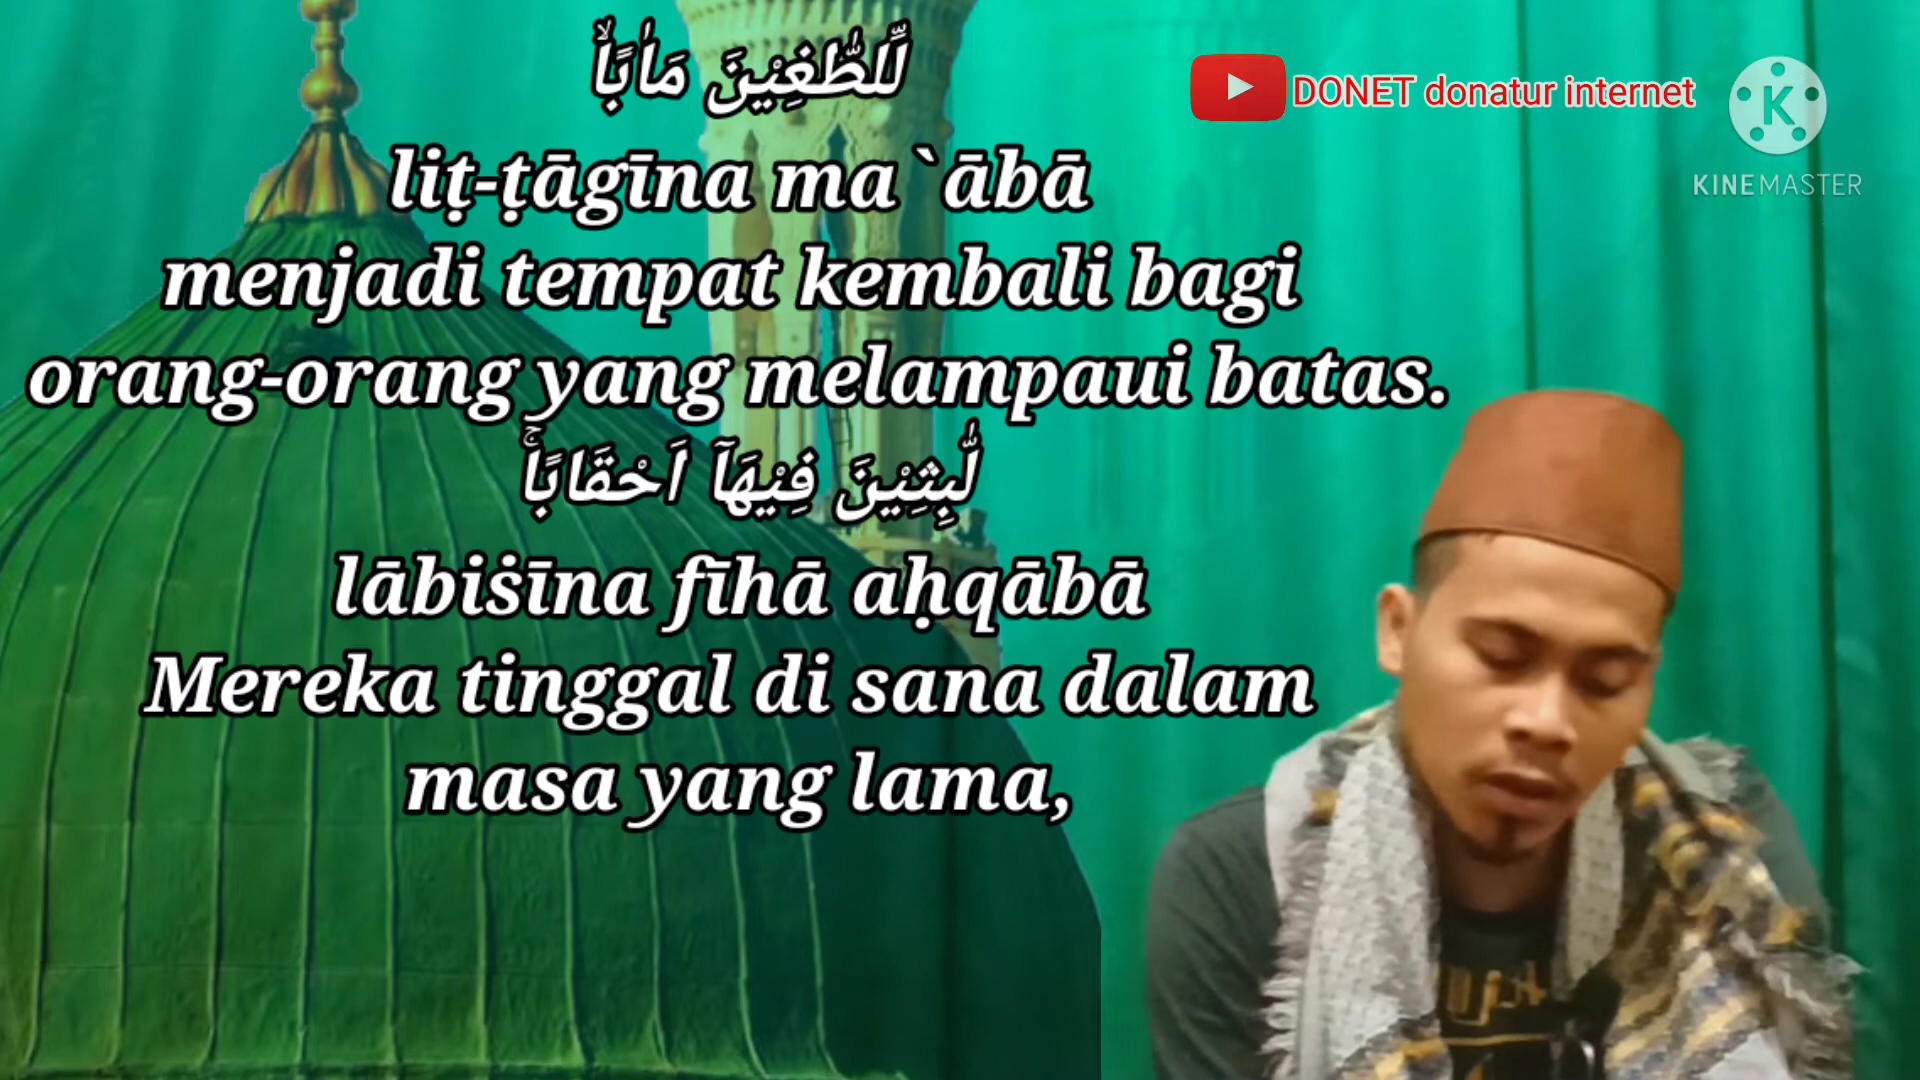 لِّلطّٰغِيْنَ مَاٰبًاۙ
liṭ-ṭāgīna ma`ābā
menjadi tempat kembali bagi
orang-orang yang melampaui batas.
لّٰبِثِيْنَ فِيْهَآ اَحْقَابًاۚ
lābiṡīna fīhā aḥqābā
Mereka tinggal di sana dalam
masa yang lama,
DONET donatur internet
K
KINEMASTER